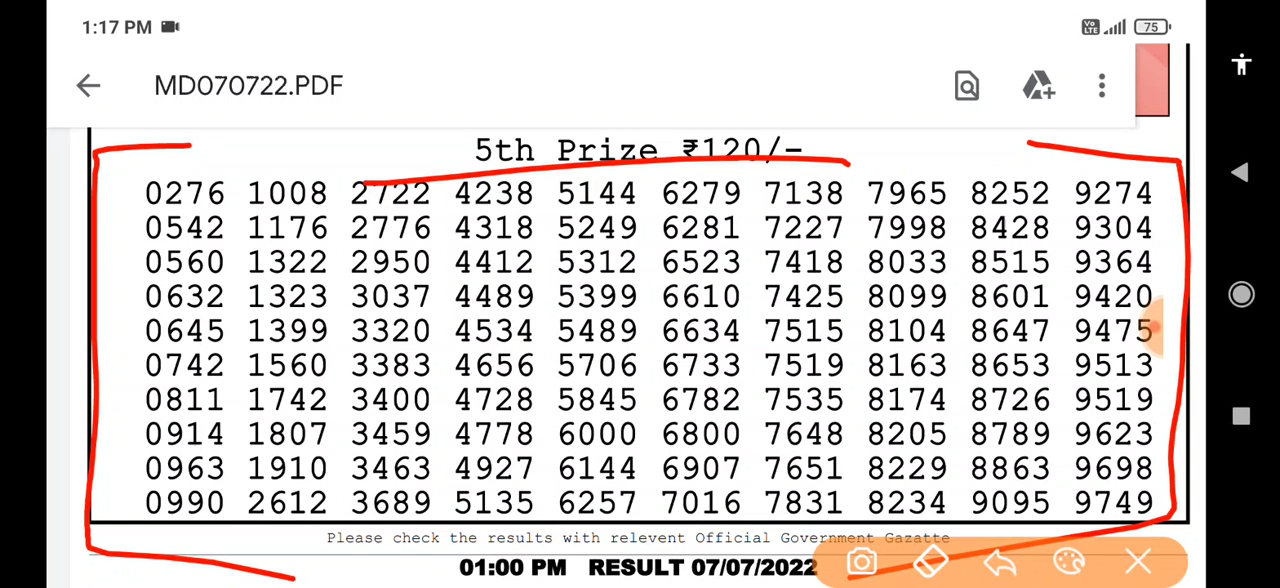 1:17 PM Vo LTE 75
MD070722.PDF
5th Prize ₹120/-
0276 1008 2722 4238 5144 6279 7138 7965 8252 9274
0542 1176 2776 4318 5249 6281 7227 7998 8428 9304
0560 1322 2950 4412 5312 6523 7418 8033 8515 9364
0632 1323 3037 4489 5399 6610 7425 8099 8601 9420
0645 1399 3320 4534 5489 6634 7515 8104 8647 9475
0742 1560 3383 4656 5706 6733 7519 8163 8653 9513
0811 1742 3400 4728 5845 6782 7535 8174 8726 9519
0914 1807 3459 4778 6000 6800 7648 8205 8789 9623
0963 1910 3463 4927 6144 6907 7651 8229 8863 9698
0990 2612 3689 5135 6257 7016 7831 8234 9095 9749
Please check the results with relevent Official Government Gazatte
01:00 PM RESULT 07/07/2022